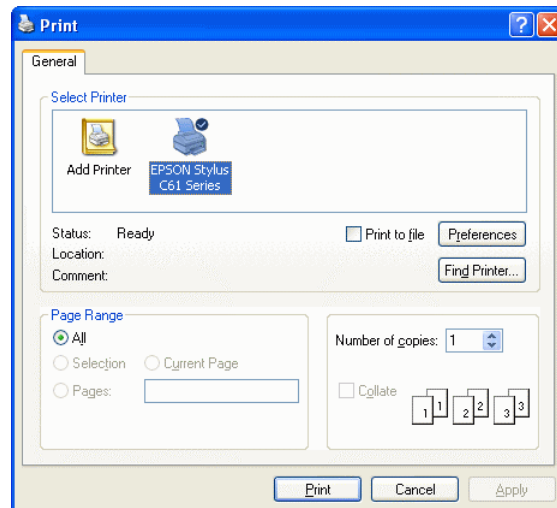 Print
General
Select Printer
Add Printer
EPSON Stylus
C61 Series
Status: Ready
Location:
Comment:
Print to file
Preferences
Find Printer...
Page Range
All
Selection
Current Page
Pages:
Number of copies: 1
Collate
1 1 2 2 3 3
Print Cancel Apply